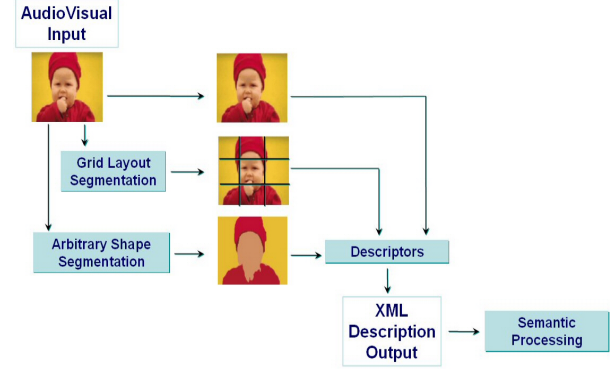 AudioVisual
Input
Grid Layout
Segmentation
Arbitrary Shape
Segmentation
Descriptors
XML
Description
Output
Semantic
Processing